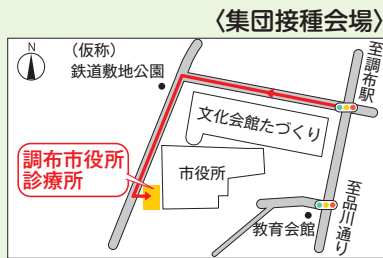 〈集団接種会場〉
N
(仮称)
鉄道敷地公園
至調布駅
文化会館たづくり
調布市役所
診療所
市役所
教育会館
至品川通り